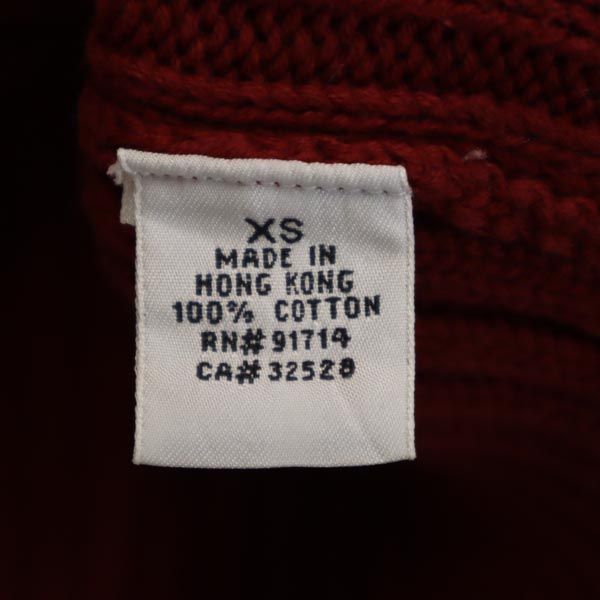 XS
MADE IN
HONG KONG
100% COTTON
RN# 91714
CA# 32528